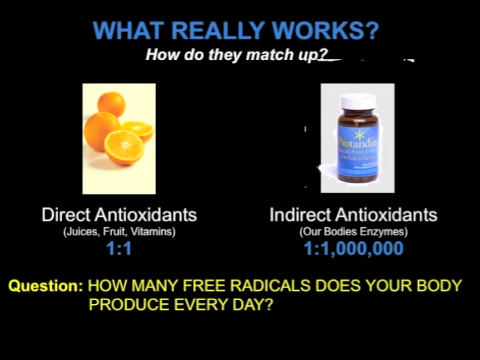 WHAT REALLY WORKS?
How do they match up?
Protandim
Direct Antioxidants
(Juices, Fruit, Vitamins)
1:1
Indirect Antioxidants
(Our Bodies Enzymes)
1:1,000,000
Question: HOW MANY FREE RADICALS DOES YOUR BODY
PRODUCE EVERY DAY?